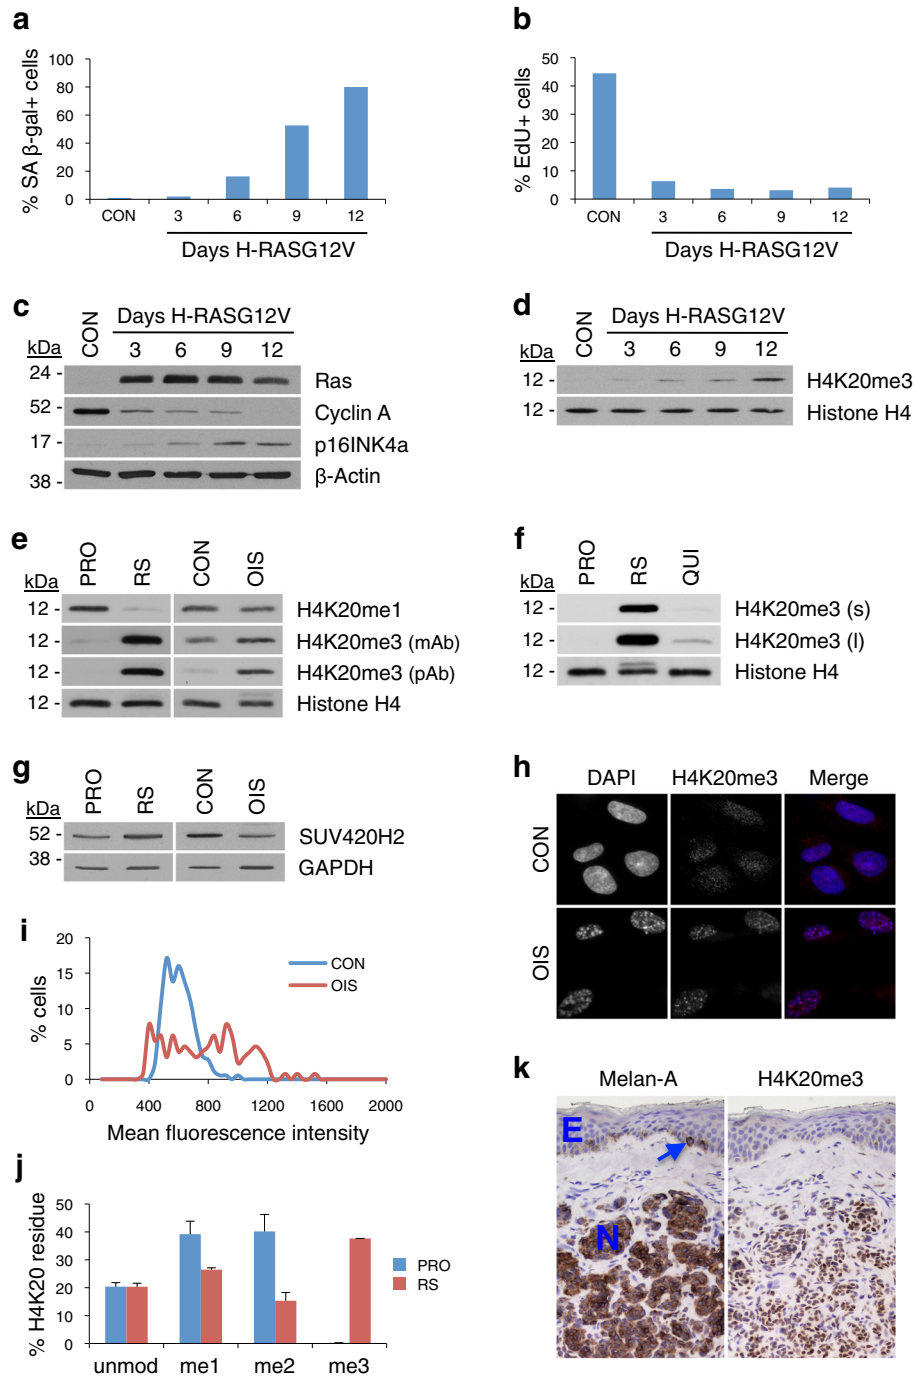 a
b
% SA β-gal+ cells
100
80
60
40
20
0
CON
3
6
9
12
Days H-RASG12V
% EdU+ cells
50
40
30
20
10
0
CON
3
6
9
12
Days H-RASG12V
c
CON
Days H-RASG12V
kDa
3
6
9
12
24 -
Ras
52 -
Cyclin A
17 -
p16INK4a
38 -
β-Actin
d
CON
Days H-RASG12V
kDa
3
6
9
12
12 -
H4K20me3
12 -
Histone H4
e
PRO
RS
CON
OIS
kDa
12 -
H4K20me1
12 -
H4K20me3 (mAb)
12 -
H4K20me3 (pAb)
12 -
Histone H4
f
PRO
RS
QUI
kDa
12 -
H4K20me3 (s)
12 -
H4K20me3 (l)
12 -
Histone H4
g
PRO
RS
CON
OIS
kDa
52 -
SUV420H2
38 -
GAPDH
h
DAPI
H4K20me3
Merge
CON
OIS
i
% cells
20
15
10
5
0
CON
OIS
0
400
800
1200
1600
2000
Mean fluorescence intensity
j
% H4K20 residue
50
40
30
20
10
0
PRO
RS
unmod
me1
me2
me3
k
Melan-A
H4K20me3
E
N